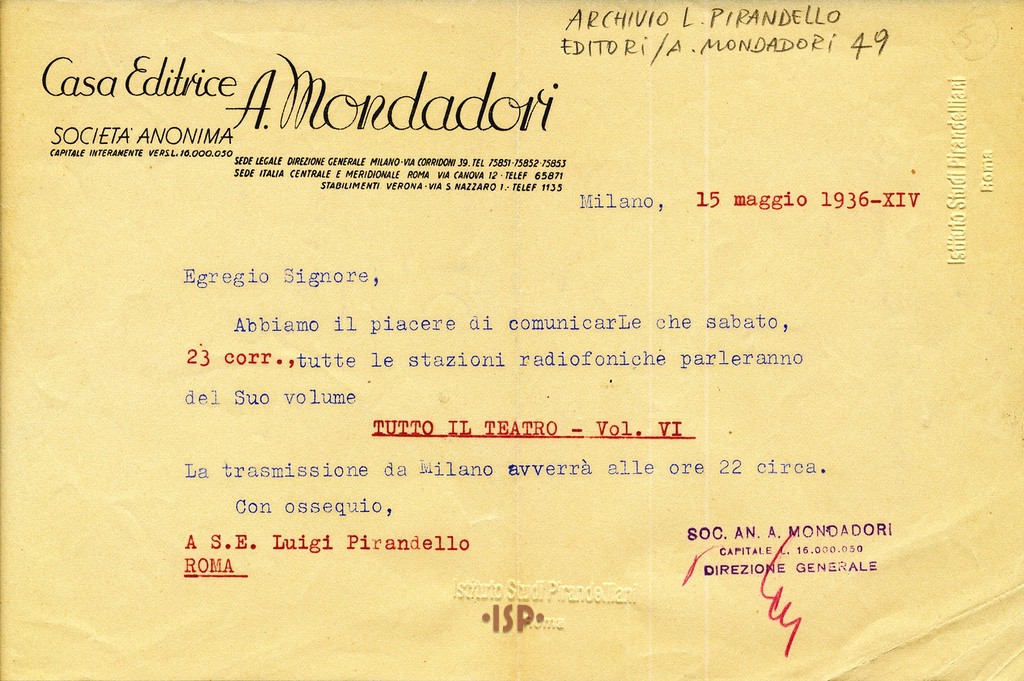 ARCHIVIO L. PIRANDELLO
EDITORI/A. MONDADORI 49
Casa Editrice A. Mondadori
SOCIETÀ ANONIMA
CAPITALE INTERAMENTE VERS. L. 16.000.050
SEDE LEGALE DIREZIONE GENERALE MILANO·VIA CORRIDONI 39. TEL 75851·75852·75853
SEDE ITALIA CENTRALE E MERIDIONALE ROMA VIA CANOVA 12 · TELEF 65871
STABILIMENTI VERONA·VIA S. NAZZARO 1.· TELEF 1135
Istituto Studi Pirandelliani
Roma
Milano, 15 maggio 1936-XIV
Egregio Signore,
Abbiamo il piacere di comunicarLe che sabato,
23 corr.,tutte le stazioni radiofoniche parleranno
del Suo volume
TUTTO IL TEATRO - Vol. VI
La trasmissione da Milano avverrà alle ore 22 circa.
Con ossequio,
A S.E. Luigi Pirandello
ROMA
SOC. AN. A. MONDADORI
CAPITALE L. 16.000.050
DIREZIONE GENERALE
Istituto Studi Pirandelliani
•ISP•
Roma